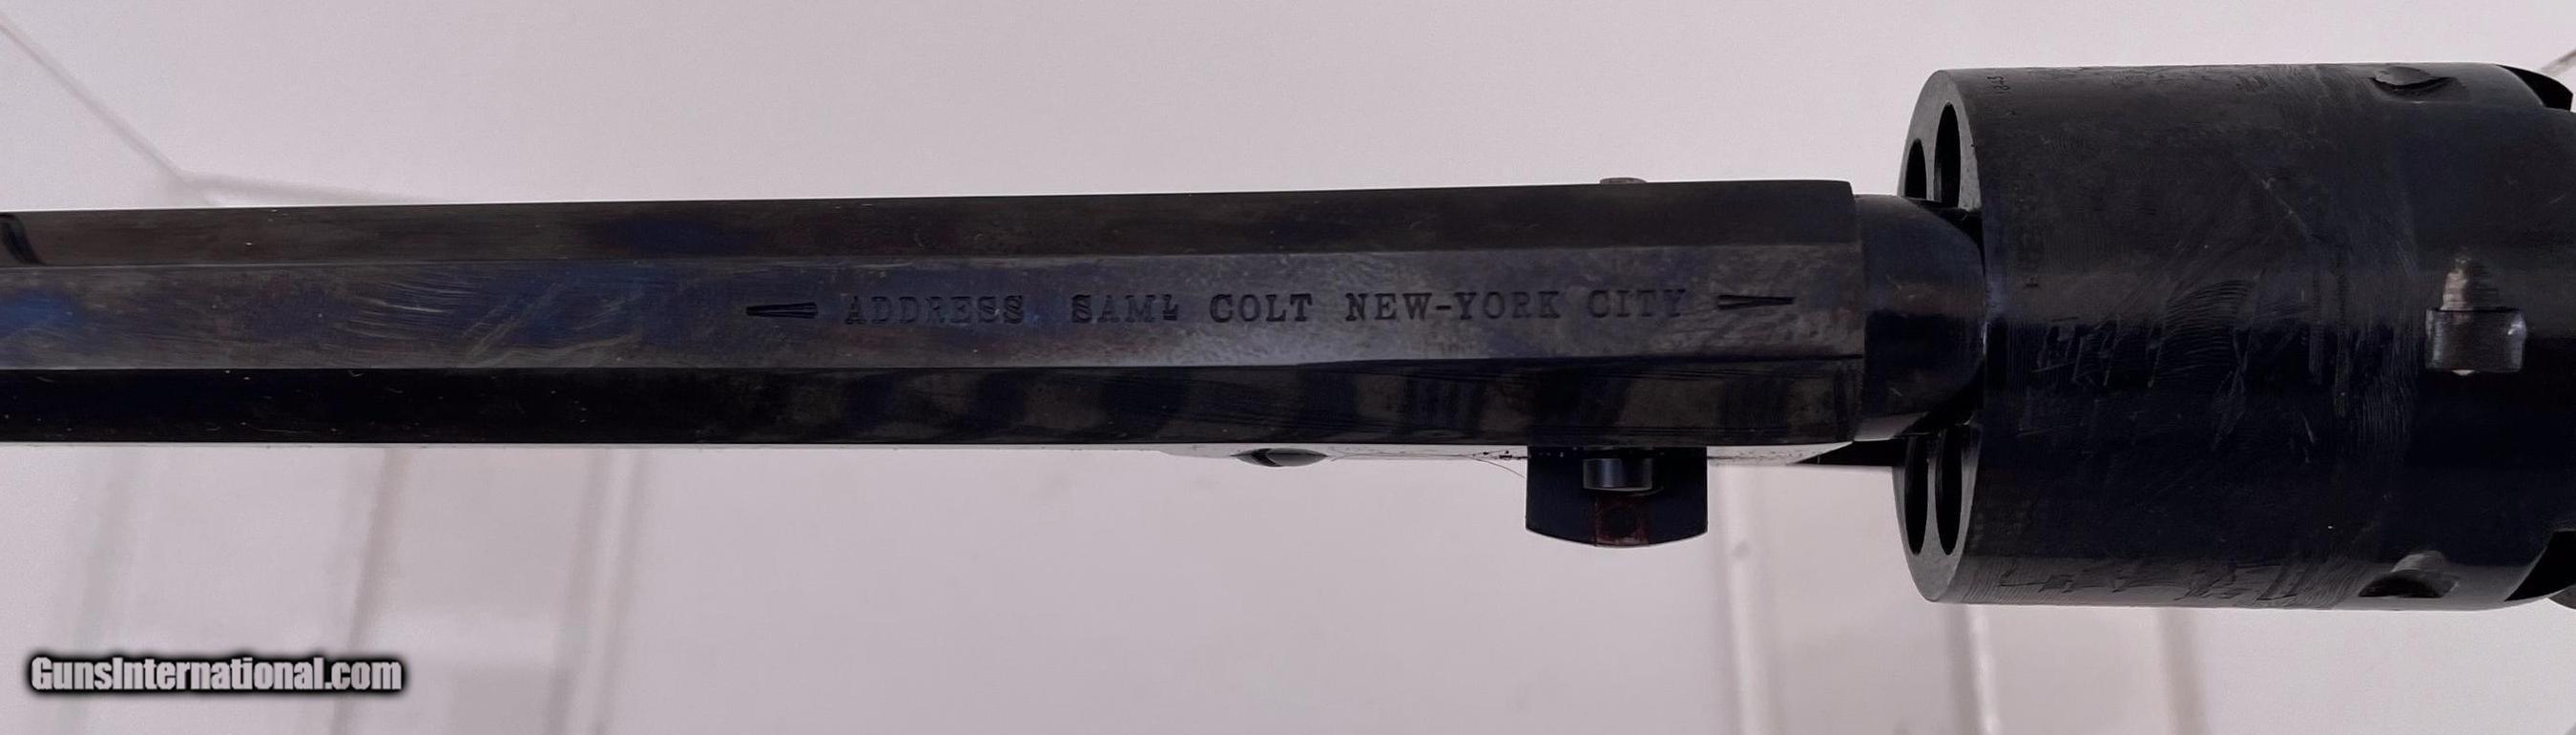 ADDRESS SAMᴸ COLT NEW-YORK CITY
GunsInternational.com